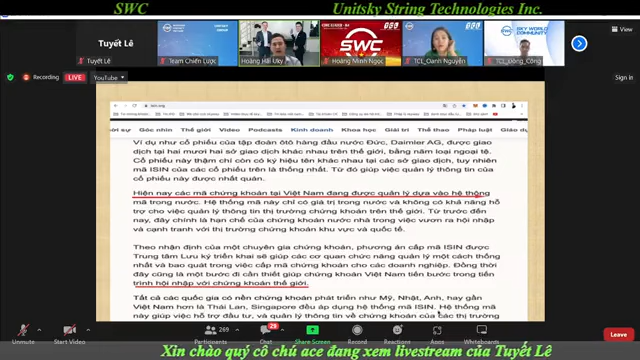 SWC Unitsky String Technologies Inc.
View
Tuyết Lê
Tuyết Lê
Team Chiến Lược
Hoàng Hải Uky
SWC
Hoàng Minh Ngọc
TCL_Oanh Nguyễn
SKY WORLD COMMUNITY
TCL_Đông_Công
Recording LIVE YouTube Sign in
Góc nhìn Thế giới Video Podcasts Kinh doanh Khoa học Giải trí Thể thao Pháp luật Giáo dục
Ví dụ như cổ phiếu của tập đoàn ôtô hàng đầu nước Đức, Daimler AG, được giao
dịch tại hai mươi hai sở giao dịch khác nhau trên thế giới, bằng năm loại ngoại tệ.
Cổ phiếu này thậm chí còn có ký hiệu tên khác nhau tại các sở giao dịch, tuy nhiên
mã ISIN của các cổ phiếu trên là thống nhất. Từ đó giúp việc quản lý thông tin của
cổ phiếu này được nhất quán.
Hiện nay các mã chứng khoán tại Việt Nam đang được quản lý dựa vào hệ thống
mã trong nước. Hệ thống mã này chỉ có giá trị trong nước và không có khả năng hỗ
trợ cho việc quản lý thông tin thị trường chứng khoán trên thế giới. Từ trước đến
nay, đây chính là hạn chế của chứng khoán nước nhà trong việc vươn ra hội nhập
và cạnh tranh với thị trường chứng khoán khu vực và quốc tế.
Theo nhận định của một chuyên gia chứng khoán, phương án cấp mã ISIN được
Trung tâm Lưu ký triển khai sẽ giúp các cơ quan chức năng quản lý một cách thống
nhất và bao quát trong việc cấp mã chứng khoán cho các doanh nghiệp. Đồng thời
đây cũng là một bước đi cần thiết giúp chứng khoán Việt Nam tiến bước trong tiến
trình hội nhập với chứng khoán thế giới.
Tất cả các quốc gia có nền chứng khoán phát triển như Mỹ, Nhật, Anh, hay gần
Việt Nam hơn là Thái Lan, Singapore đều áp dụng hệ thống mã ISIN. Hệ thống mã
này giúp việc hỗ trợ đầu tư, và quản lý thông tin về chứng khoán của các thị trường
Unmute Start Video Participants 269 Chat 29 Share Screen Record Reactions Apps Whiteboards Leave
Xin chào quý cô chú ace đang xem livestream của Tuyết Lê